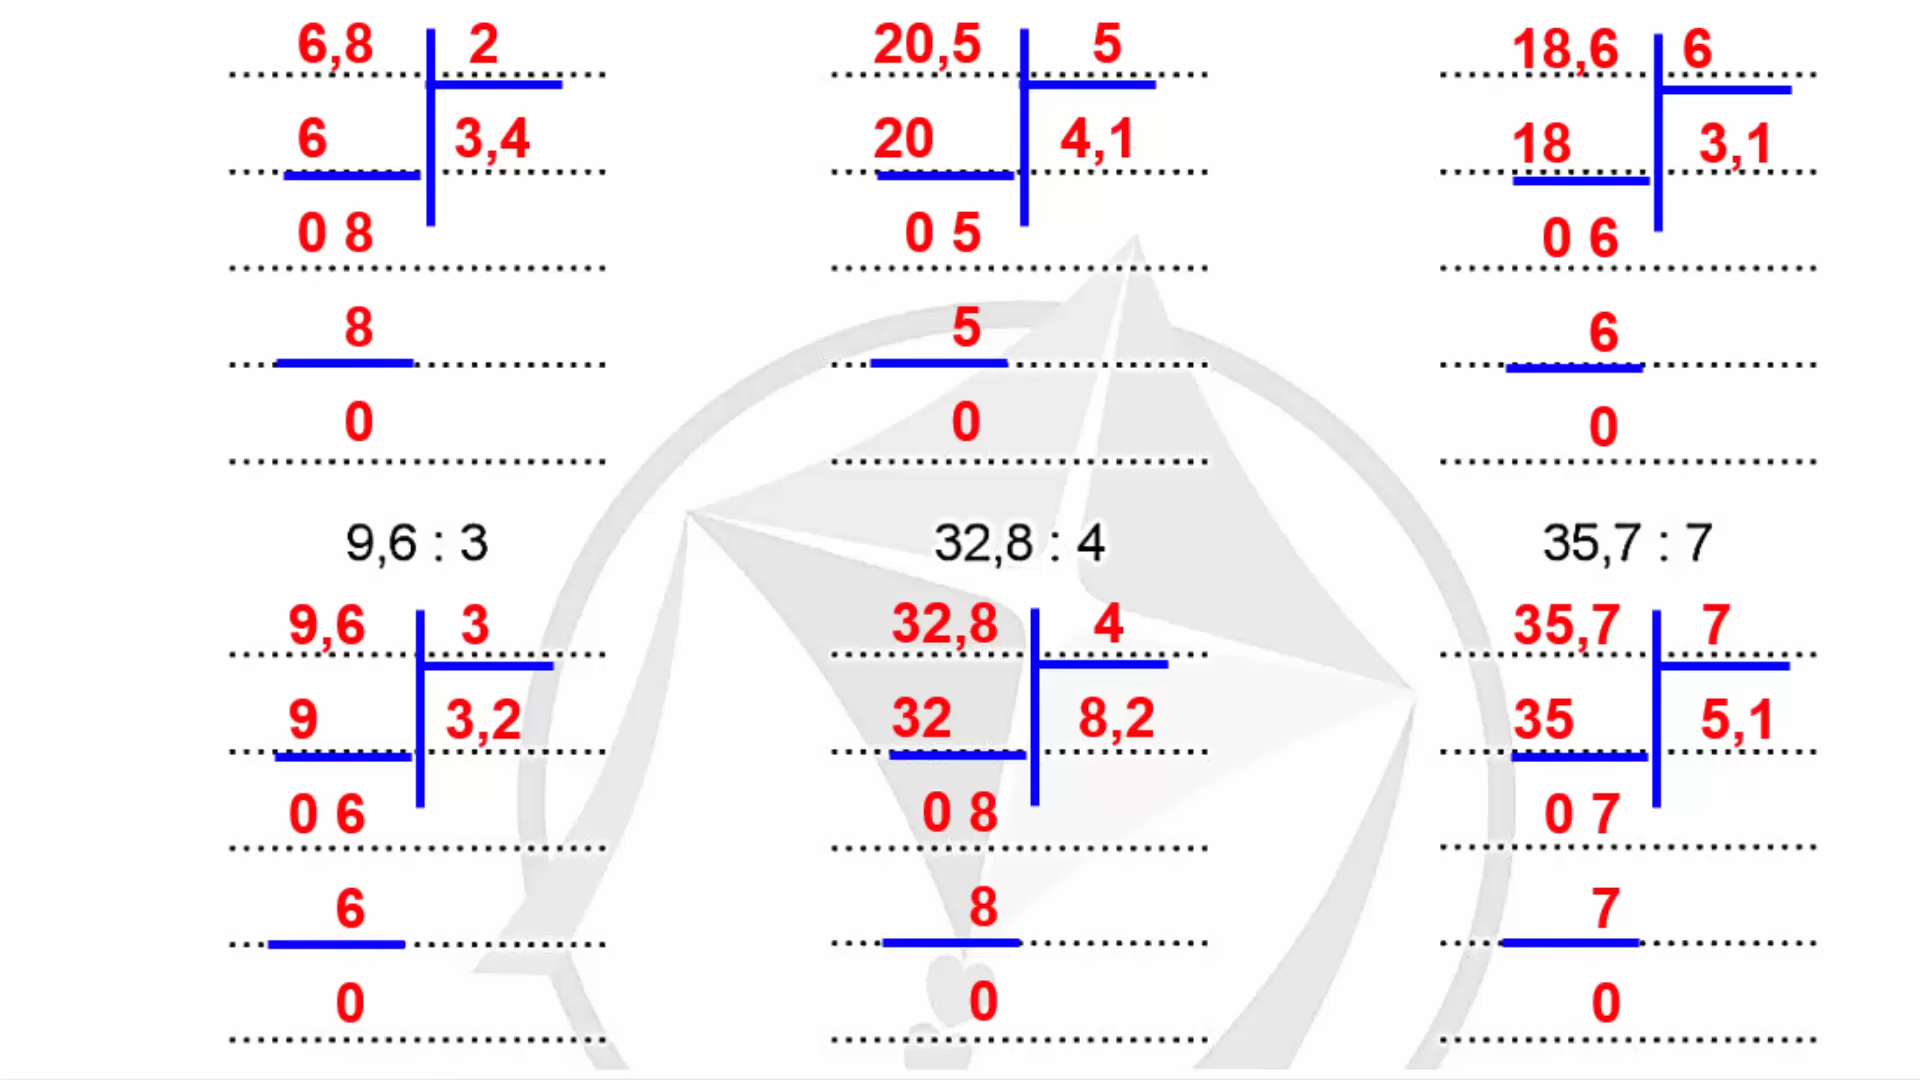 6,8 2 20,5 5 18,6 6
6 3,4 20 4,1 18 3,1
0 8 0 5 0 6
8 5 6
0 0 0
9,6 : 3 32,8 : 4 35,7 : 7
9,6 3 32,8 4 35,7 7
9 3,2 32 8,2 35 5,1
0 6 0 8 0 7
6 8 7
0 0 0